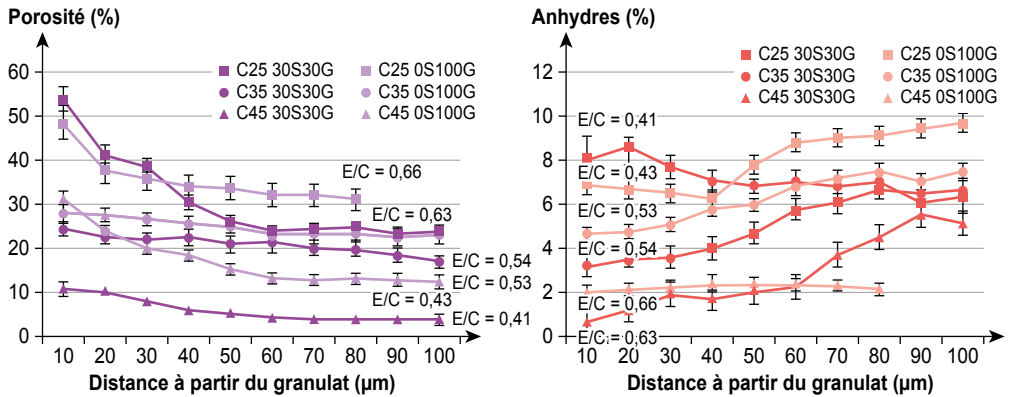 Porosité (%)
60
50
40
30
20
10
0
C25 30S30G
C35 30S30G
C45 30S30G
C25 0S100G
C35 0S100G
C45 0S100G
E/C = 0,66
E/C = 0,63
E/C = 0,54
E/C = 0,53
E/C = 0,43
E/C = 0,41
10 20 30 40 50 60 70 80 90 100
Distance à partir du granulat (µm)
Anhydres (%)
12
10
8
6
4
2
0
C25 30S30G
C35 30S30G
C45 30S30G
C25 0S100G
C35 0S100G
C45 0S100G
E/C = 0,41
E/C = 0,43
E/C = 0,53
E/C = 0,54
E/C = 0,66
E/C = 0,63
10 20 30 40 50 60 70 80 90 100
Distance à partir du granulat (µm)